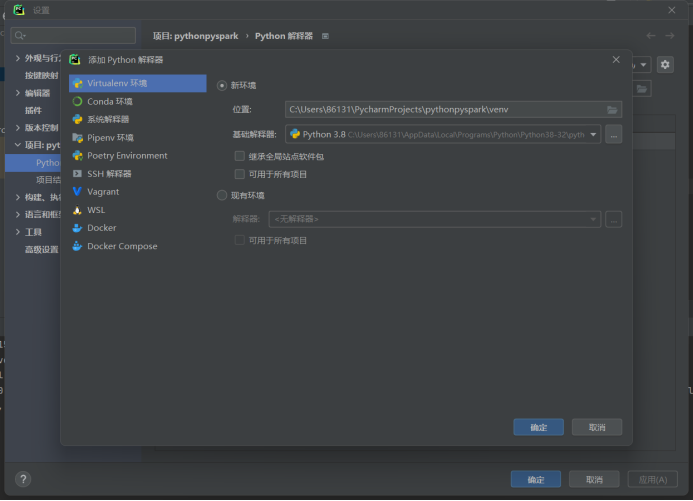 设置
项目: pythonpyspark › Python 解释器
外观与行为
按键映射
编辑器
插件
版本控制
项目: pyt
Pytho
项目结
构建、执
语言和框
工具
高级设置
添加 Python 解释器
Virtualenv 环境
Conda 环境
系统解释器
Pipenv 环境
Poetry Environment
SSH 解释器
Vagrant
WSL
Docker
Docker Compose
新环境
位置: C:\Users\86131\PycharmProjects\pythonpyspark\venv
基础解释器: Python 3.8 C:\Users\86131\AppData\Local\Programs\Python\Python38-32\pyth
...
继承全局站点软件包
可用于所有项目
现有环境
解释器: <无解释器>
...
可用于所有项目
确定 取消
? 确定 取消 应用(A)